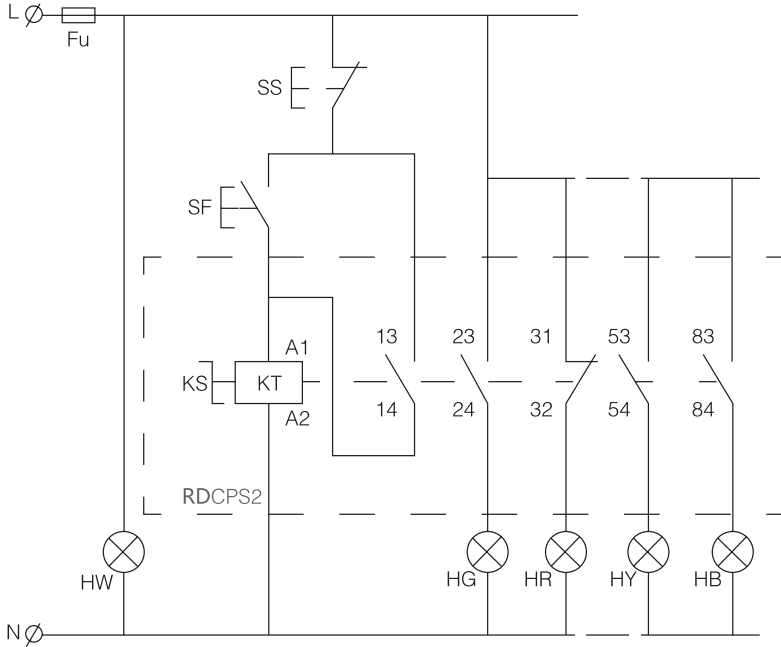 L
Fu
SS
SF
13 23 31 53 83
A1
KS KT
14 24 32 54 84
A2
RDCPS2
HW HG HR HY HB
N